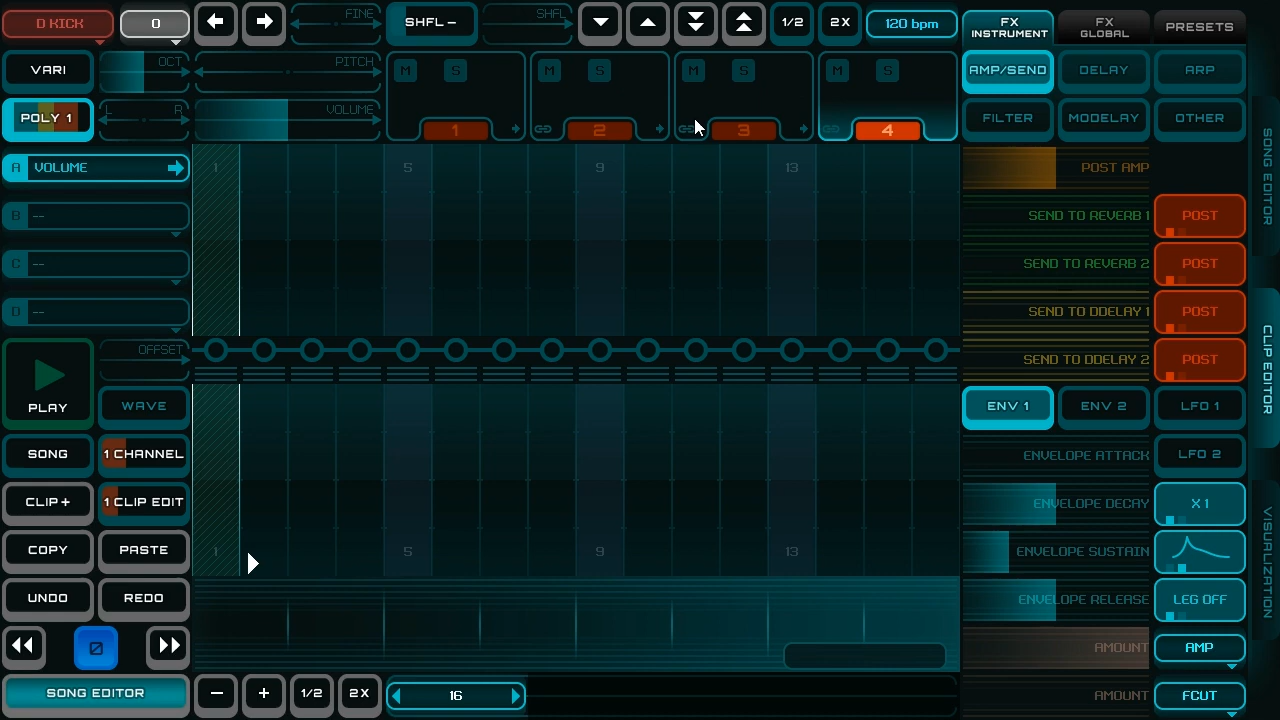 D KICK
0
FINE
SHFL -
SHFL
1/2
2X
120 bpm
FX
INSTRUMENT
FX
GLOBAL
PRESETS
VARI
OCT
PITCH
M
S
M
S
M
S
M
S
AMP/SEND
DELAY
ARP
POLY 1
L
R
VOLUME
1
2
3
4
FILTER
MODELAY
OTHER
A
VOLUME
1
5
9
13
POST AMP
B
--
SEND TO REVERB 1
POST
C
--
SEND TO REVERB 2
POST
D
--
SEND TO DDELAY 1
POST
OFFSET
SEND TO DDELAY 2
POST
PLAY
WAVE
ENV 1
ENV 2
LFO 1
SONG
1 CHANNEL
ENVELOPE ATTACK
LFO 2
CLIP +
1 CLIP EDIT
ENVELOPE DECAY
X 1
COPY
PASTE
1
5
9
13
ENVELOPE SUSTAIN
UNDO
REDO
ENVELOPE RELEASE
LEG OFF
AMOUNT
AMP
SONG EDITOR
-
+
1/2
2X
16
AMOUNT
FCUT
SONG EDITOR
CLIP EDITOR
VISUALIZATION